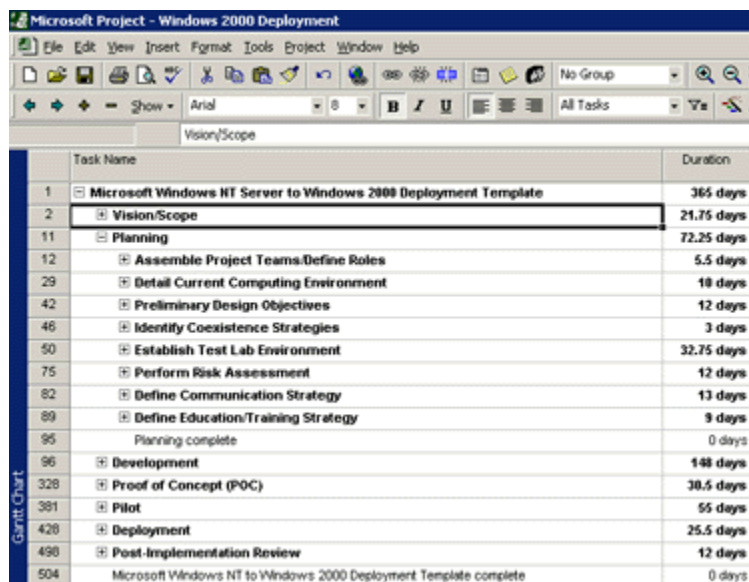 Microsoft Project - Windows 2000 Deployment
File Edit View Insert Format Tools Project Window Help
No Group
Show Arial 8 B I U All Tasks
Vision/Scope
Task Name Duration
1 Microsoft Windows NT Server to Windows 2000 Deployment Template 365 days
2 Vision/Scope 21.75 days
11 Planning 72.25 days
12 Assemble Project Teams/Define Roles 5.5 days
29 Detail Current Computing Environment 10 days
42 Preliminary Design Objectives 12 days
46 Identify Coexistence Strategies 3 days
50 Establish Test Lab Environment 32.75 days
75 Perform Risk Assessment 12 days
82 Define Communication Strategy 13 days
89 Define Education/Training Strategy 9 days
95 Planning complete 0 days
96 Development 148 days
328 Proof of Concept (POC) 30.5 days
381 Pilot 55 days
428 Deployment 25.5 days
498 Post-Implementation Review 12 days
504 Microsoft Windows NT to Windows 2000 Deployment Template complete 0 days
Gantt Chart